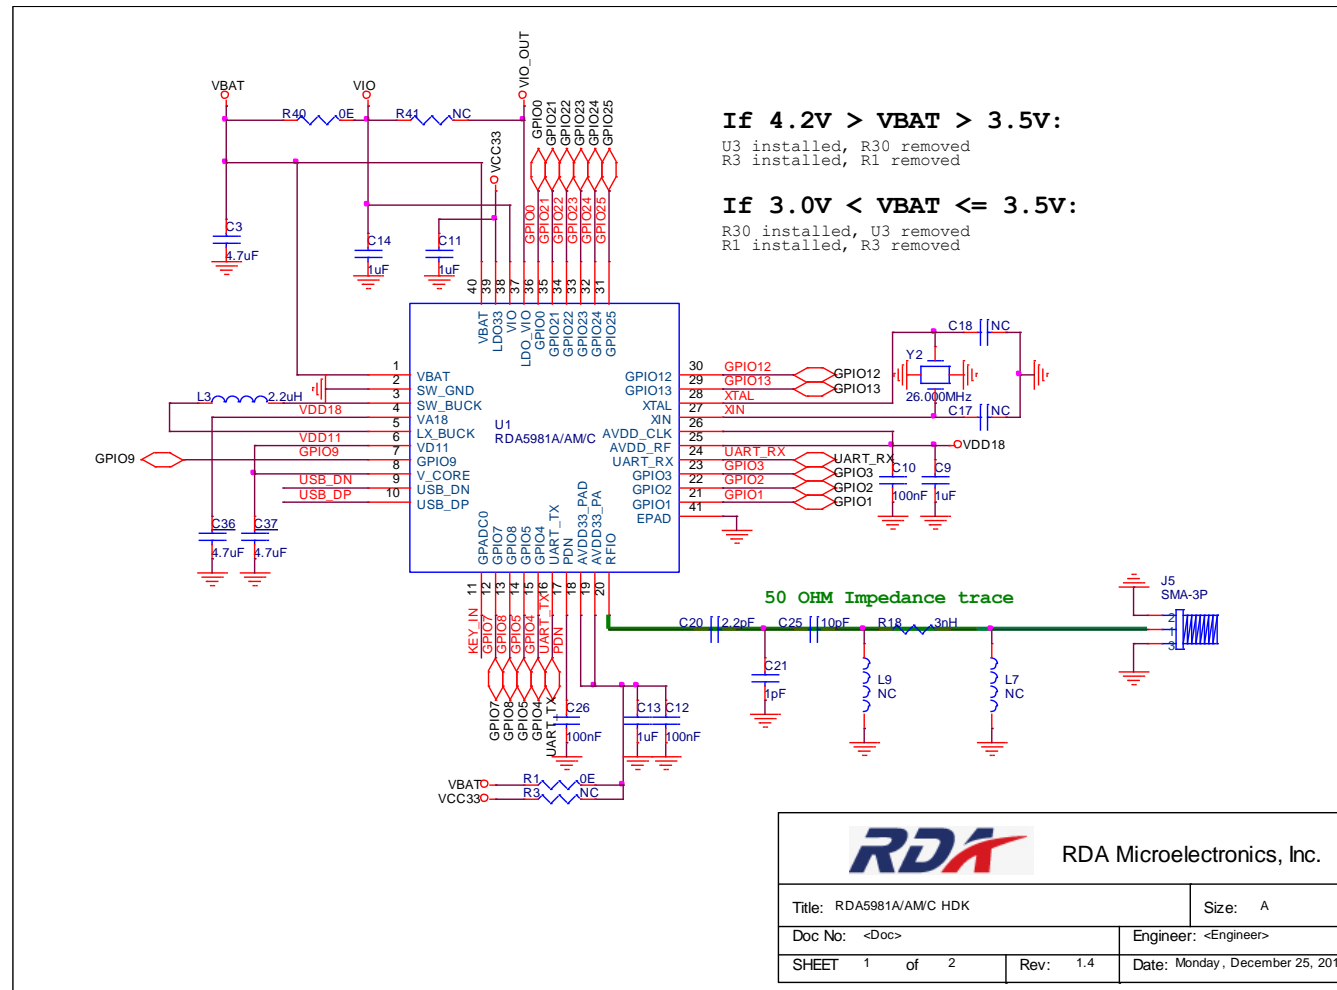 VBAT
VIO
VIO_OUT
R40
0E
R41
NC
VCC33
GPIO0
GPIO21
GPIO22
GPIO23
GPIO24
GPIO25
GPIO0
GPIO21
GPIO22
GPIO23
GPIO24
GPIO25
If 4.2V > VBAT > 3.5V:
U3 installed, R30 removed
R3 installed, R1 removed
If 3.0V < VBAT <= 3.5V:
R30 installed, U3 removed
R1 installed, R3 removed
C3
4.7uF
C14
1uF
C11
1uF
40
39
38
37
36
35
34
33
32
31
VBAT
LDO33
VIO
LDO_VIO
GPIO0
GPIO21
GPIO22
GPIO23
GPIO24
GPIO25
1
VBAT
2
SW_GND
3
SW_BUCK
4
VA18
5
LX_BUCK
6
VD11
7
GPIO9
8
V_CORE
9
USB_DN
10
USB_DP
L3
2.2uH
VDD18
VDD11
GPIO9
GPIO9
USB_DN
USB_DP
U1
RDA5981A/AM/C
C36
4.7uF
C37
4.7uF
GPIO12
30
GPIO12
GPIO12
GPIO13
29
GPIO13
GPIO13
XTAL
28
XTAL
XIN
27
XIN
AVDD_CLK
26
AVDD_RF
25
VDD18
UART_RX
24
UART_RX
UART_RX
GPIO3
23
GPIO3
GPIO3
GPIO2
22
GPIO2
GPIO2
GPIO1
21
GPIO1
GPIO1
EPAD
41
C18
NC
Y2
26.000MHz
C17
NC
C10
100nF
C9
1uF
GPADC0
GPIO7
GPIO8
GPIO5
GPIO4
UART_TX
PDN
AVDD33_PAD
AVDD33_PA
RFIO
11
12
13
14
15
16
17
18
19
20
KEY_IN
GPIO7
GPIO8
GPIO5
GPIO4
UART_TX
PDN
GPIO7
GPIO8
GPIO5
GPIO4
UART_TX
C26
100nF
C13
1uF
C12
100nF
VBAT
R1
0E
VCC33
R3
NC
50 OHM Impedance trace
C20
2.2pF
C25
10pF
R18
3nH
C21
1pF
L9
NC
L7
NC
J5
SMA-3P
2
1
3
RDA
RDA Microelectronics, Inc.
Title: RDA5981A/AM/C HDK
Size: A
Doc No: <Doc>
Engineer: <Engineer>
SHEET 1 of 2
Rev: 1.4
Date: Monday, December 25, 201